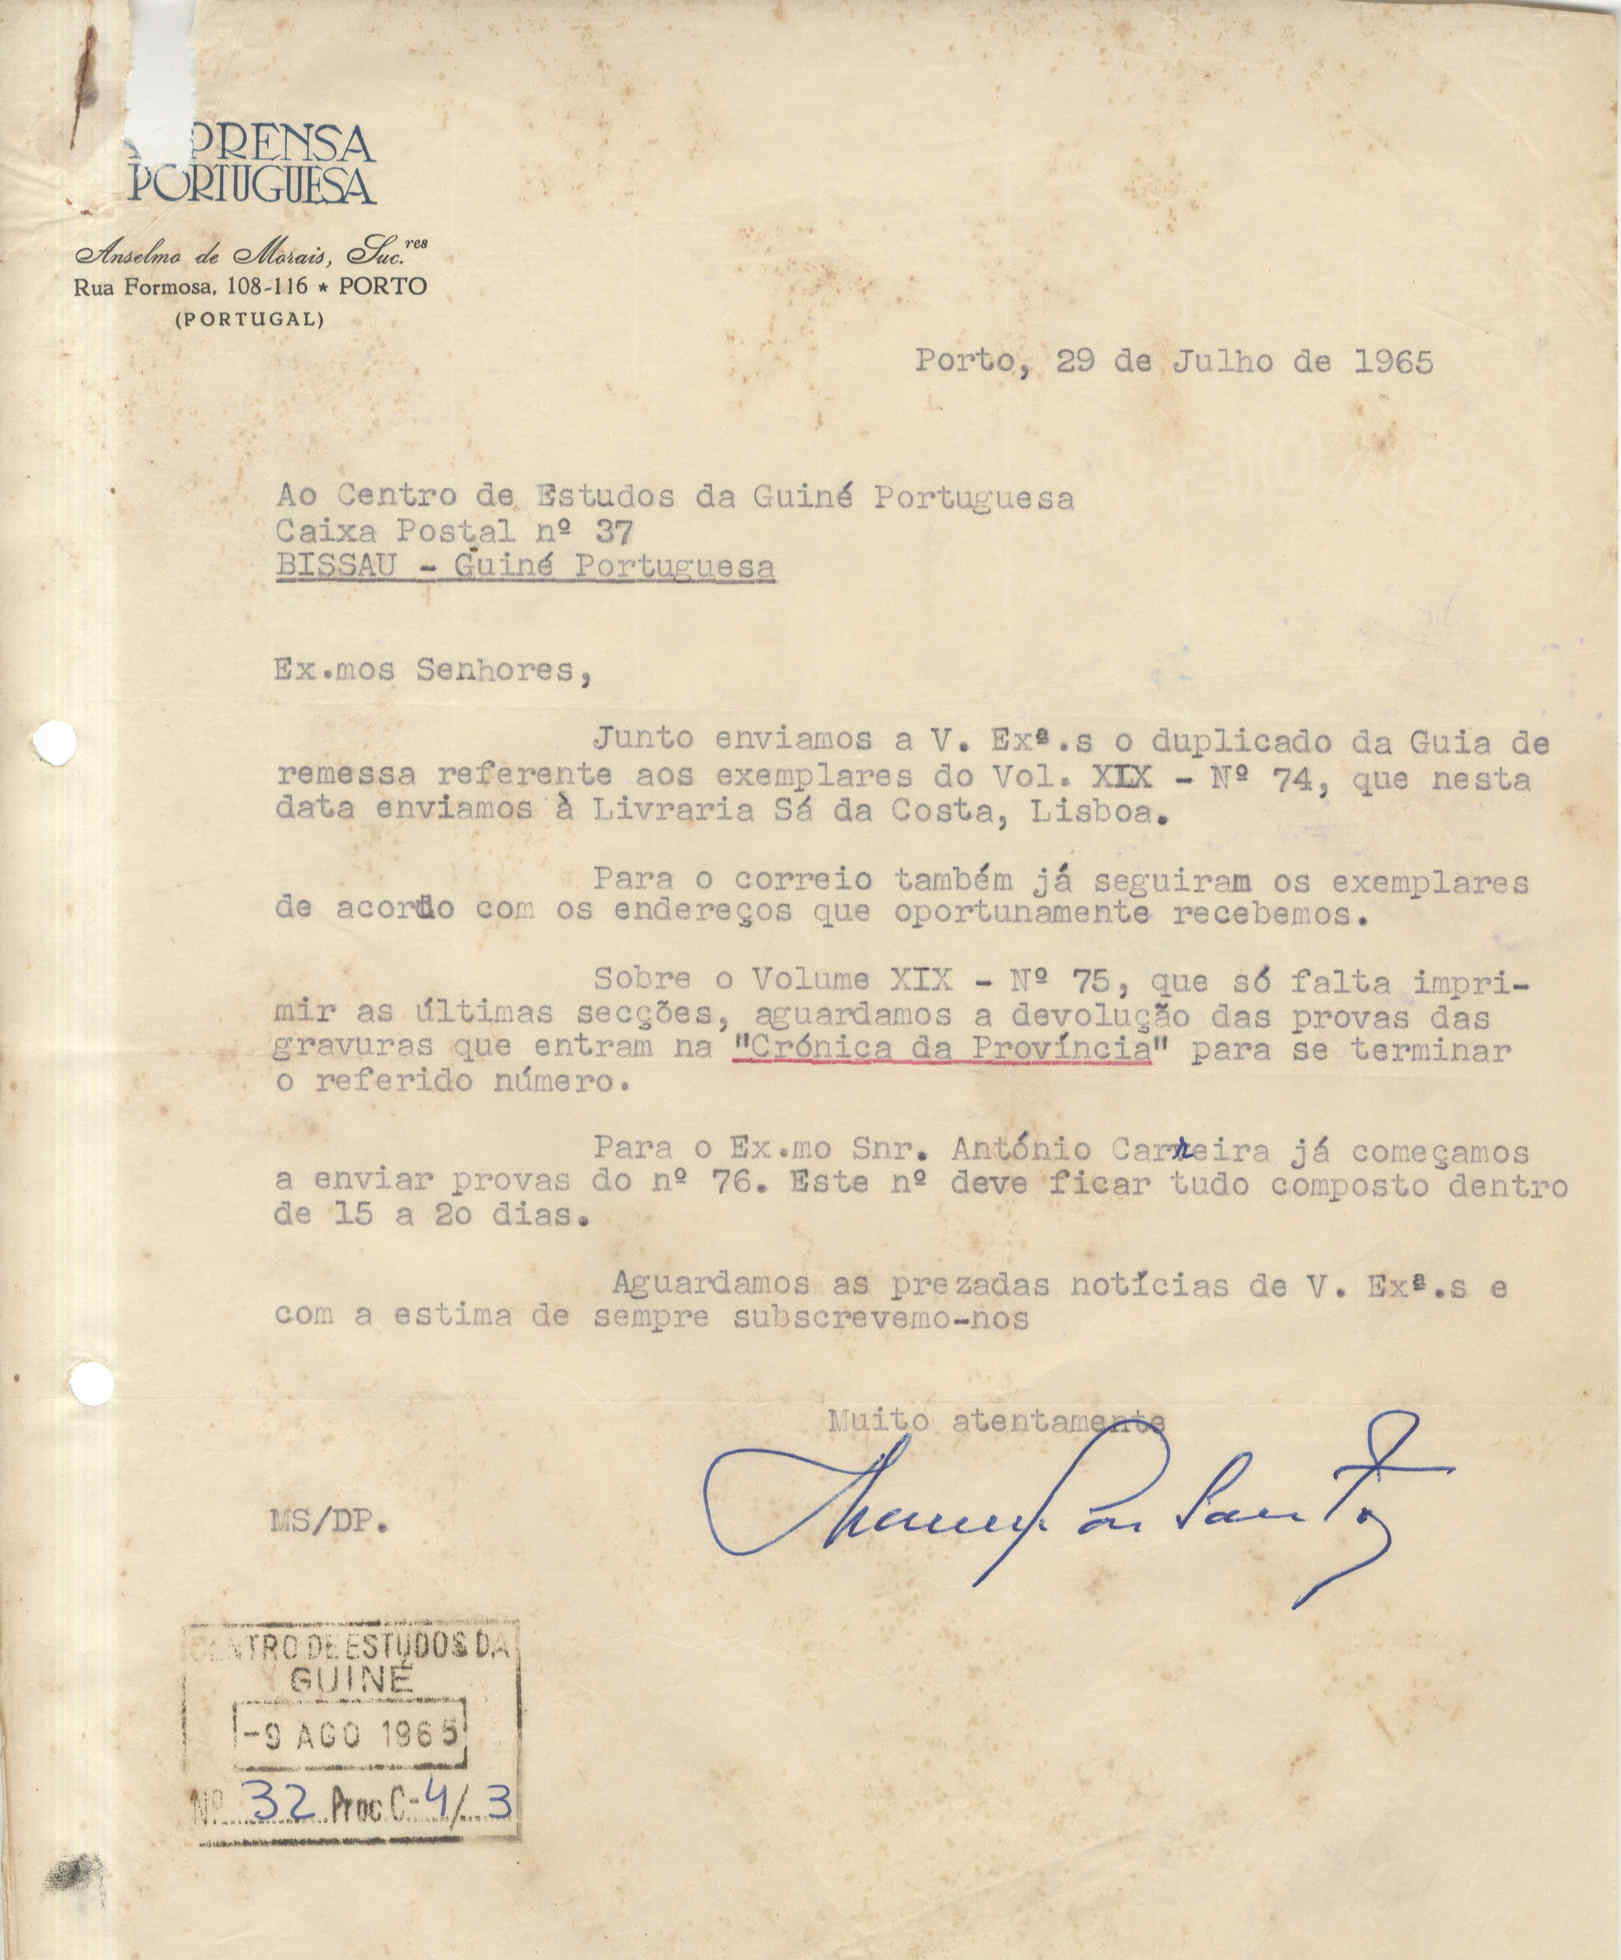 IMPRENSA
PORTUGUESA
Anselmo de Morais, Suc.res
Rua Formosa, 108-116 * PORTO
(PORTUGAL)
Porto, 29 de Julho de 1965
Ao Centro de Estudos da Guiné Portuguesa
Caixa Postal nº 37
BISSAU - Guiné Portuguesa
Ex.mos Senhores,
Junto enviamos a V. Exª.s o duplicado da Guia de
remessa referente aos exemplares do Vol. XIX - Nº 74, que nesta
data enviamos à Livraria Sá da Costa, Lisboa.
Para o correio também já seguiram os exemplares
de acordo com os endereços que oportunamente recebemos.
Sobre o Volume XIX - Nº 75, que só falta impri-
mir as últimas secções, aguardamos a devolução das provas das
gravuras que entram na "Crónica da Província" para se terminar
o referido número.
Para o Ex.mo Snr. António Carreira já começamos
a enviar provas do nº 76. Este nº deve ficar tudo composto dentro
de 15 a 2o dias.
Aguardamos as prezadas notícias de V. Exª.s e
com a estima de sempre subscrevemo-nos
Muito atentamente
MS/DP.
CENTRO DE ESTUDOS DA
GUINÉ
-9 AGO 1965
Nº 32 Proc C-4/3